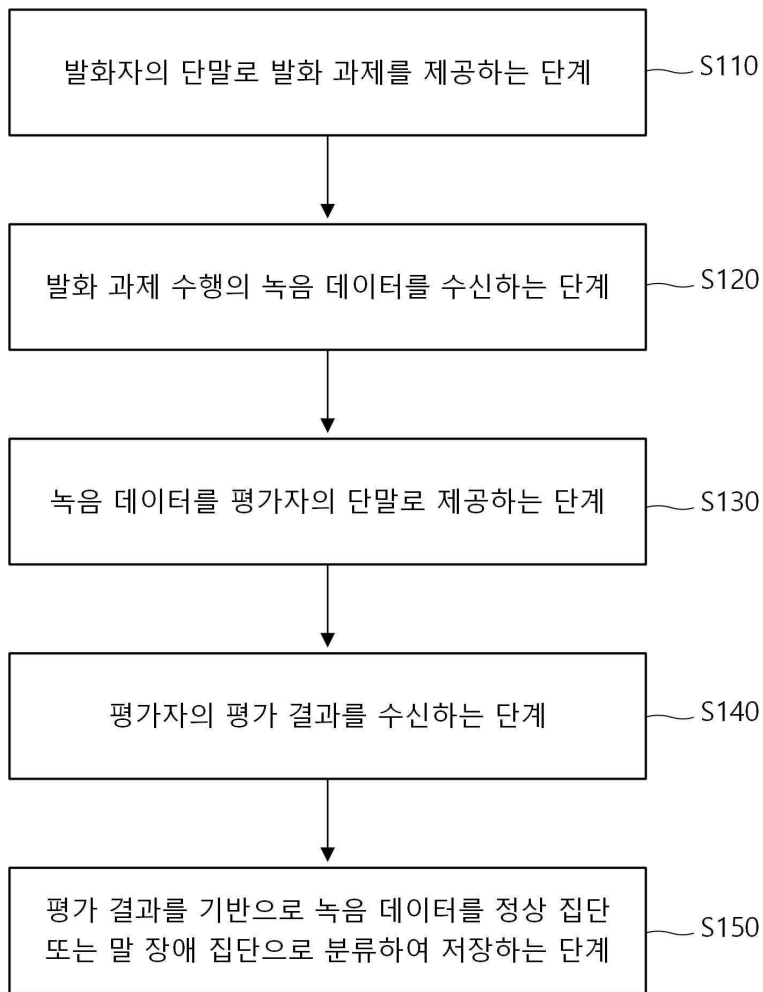 발화자의 단말로 발화 과제를 제공하는 단계
S110
발화 과제 수행의 녹음 데이터를 수신하는 단계
S120
녹음 데이터를 평가자의 단말로 제공하는 단계
S130
평가자의 평가 결과를 수신하는 단계
S140
평가 결과를 기반으로 녹음 데이터를 정상 집단
또는 말 장애 집단으로 분류하여 저장하는 단계
S150